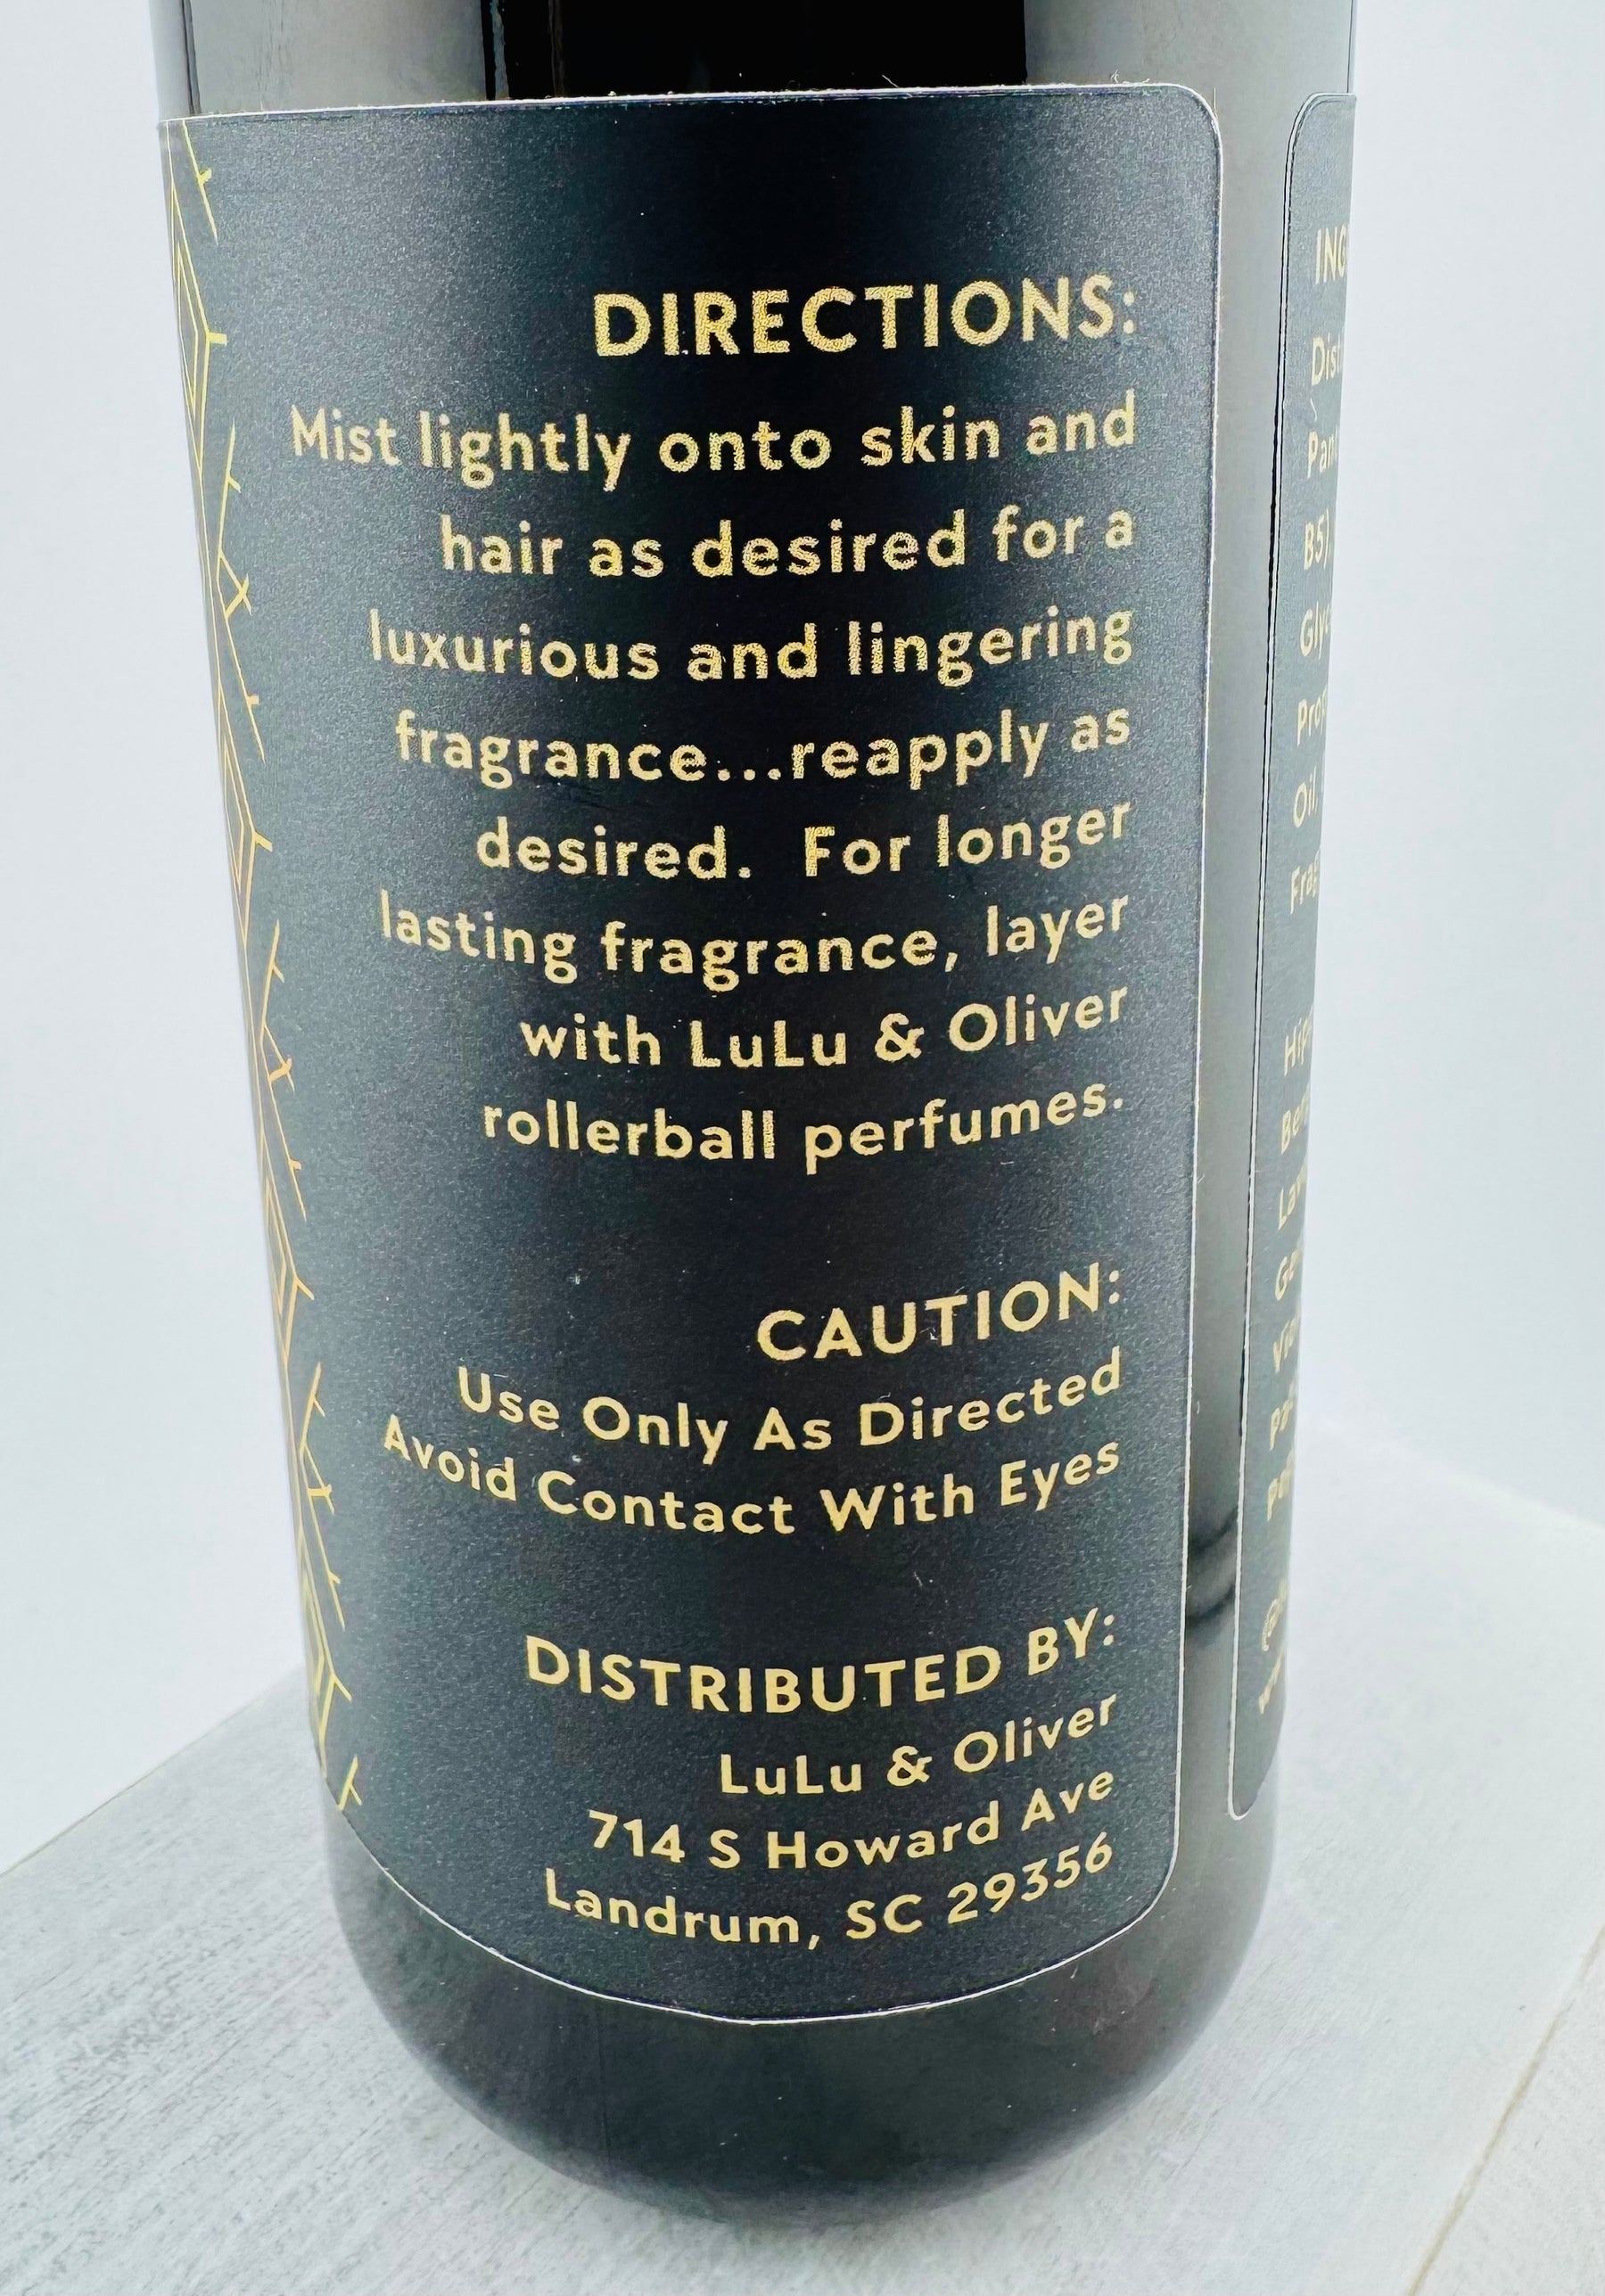 DIRECTIONS:
Mist lightly onto skin and
hair as desired for a
luxurious and lingering
fragrance...reapply as
desired.  For longer
lasting fragrance, layer
with LuLu & Oliver
rollerball perfumes.
CAUTION:
Use Only As Directed
Avoid Contact With Eyes
DISTRIBUTED BY:
LuLu & Oliver
714 S Howard Ave
Landrum, SC 29356
B5),
Oil,